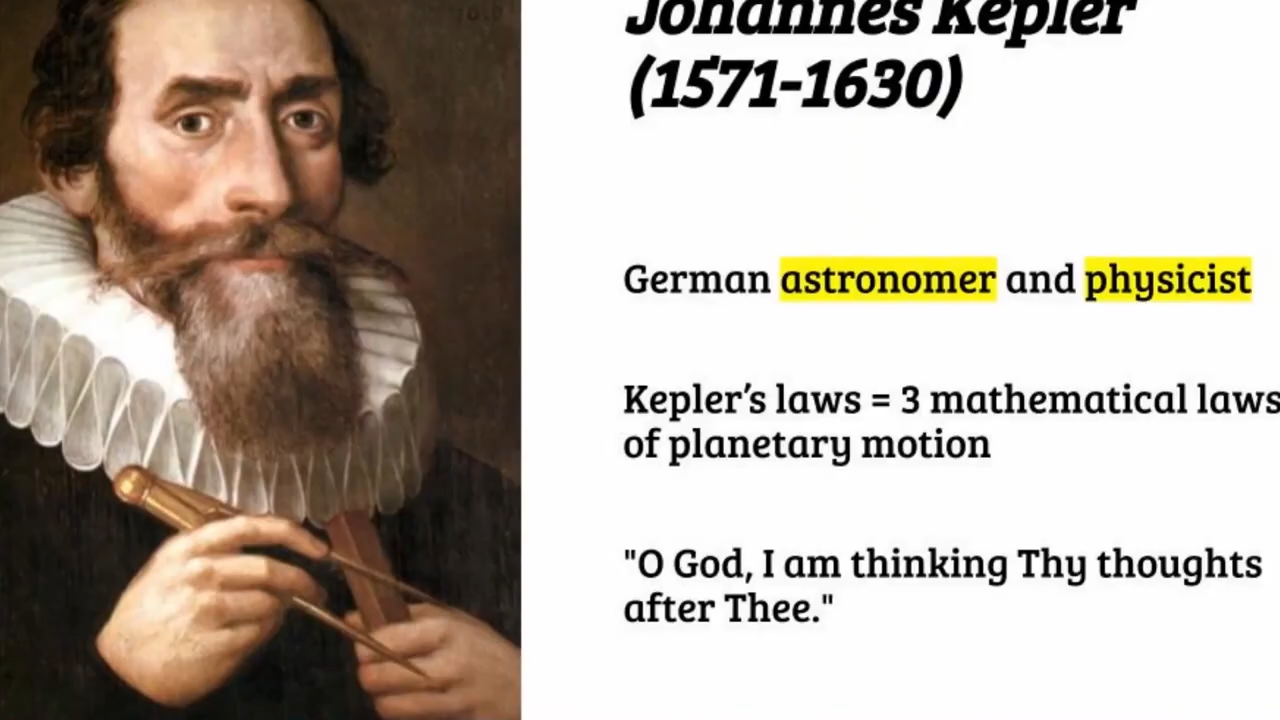 Johannes Kepler
(1571-1630)
German astronomer and physicist
Kepler’s laws = 3 mathematical laws
of planetary motion
"O God, I am thinking Thy thoughts
after Thee."